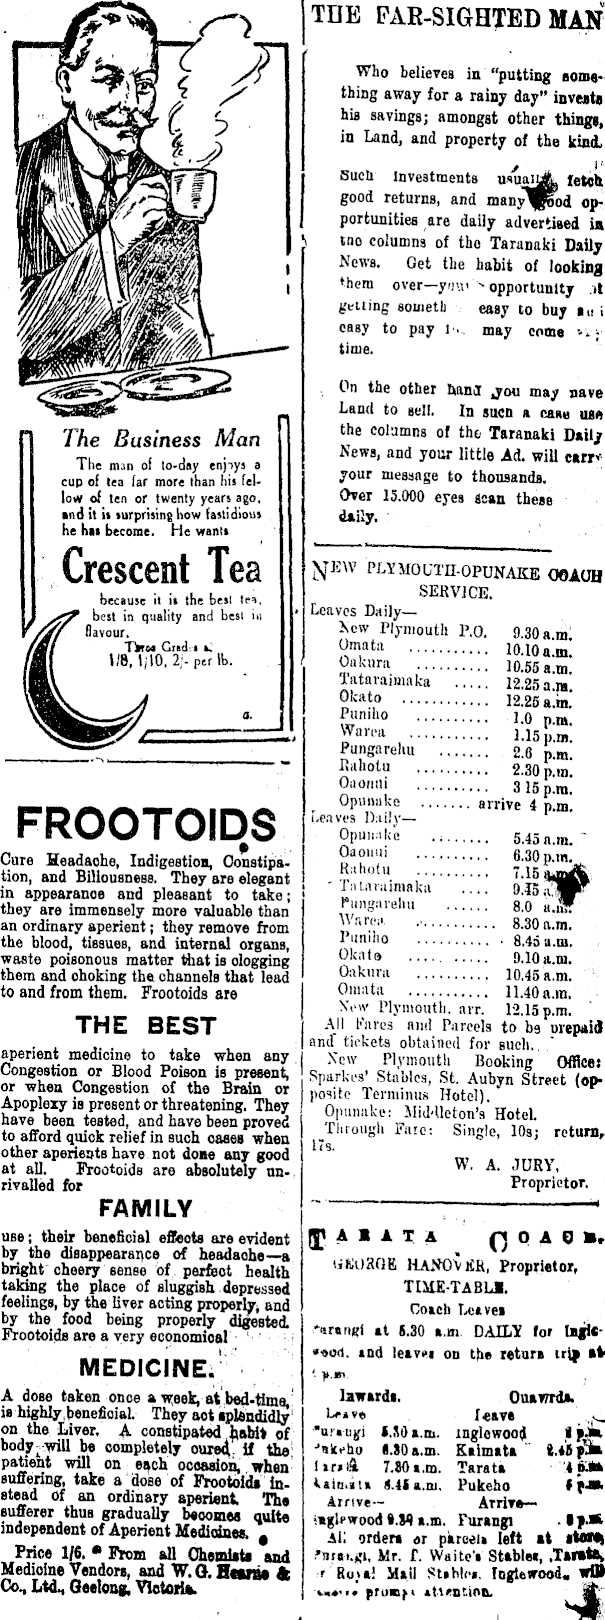 The Business Man
The man of to-day enjoys a
cup of tea far more than his fel-
low of ten or twenty years ago,
and it is surprising how fastidious
he has become. He wants
Crescent Tea
because it is the best tea,
best in quality and best in
flavour.
Three Grades
1/8, 1/10, 2/- per lb.
FROOTOIDS
Cure Headache, Indigestion, Constipa-
tion, and Biliousness. They are elegant
in appearance and pleasant to take;
they are immensely more valuable than
an ordinary aperient; they remove from
the blood, tissues, and internal organs,
waste poisonous matter that is clogging
them and choking the channels that lead
to and from them. Frootoids are
THE BEST
aperient medicine to take when any
Congestion or Blood Poison is present,
or when Congestion of the Brain or
Apoplexy is present or threatening. They
have been tested, and have been proved
to afford quick relief in such cases when
other aperients have not done any good
at all. Frootoids are absolutely un-
rivalled for
FAMILY
use; their beneficial effects are evident
by the disappearance of headache—a
bright cheery sense of perfect health
taking the place of sluggish depressed
feelings, by the liver acting properly, and
by the food being properly digested.
Frootoids are a very economical
MEDICINE.
A dose taken once a week, at bed-time,
is highly beneficial. They act splendidly
on the Liver. A constipated habit of
body will be completely cured if the
patient will on each occasion, when
suffering, take a dose of Frootoids in-
stead of an ordinary aperient. The
sufferer thus gradually becomes quite
independent of Aperient Medicines.
Price 1/6. From all Chemists and
Medicine Vendors, and W. G. Hearne &
Co., Ltd., Geelong, Victoria.
THE FAR-SIGHTED MAN
Who believes in "putting some-
thing away for a rainy day" invests
his savings; amongst other things,
in Land, and property of the kind.
Such Investments usually fetch
good returns, and many good op-
portunities are daily advertised in
the columns of the Taranaki Daily
News. Get the habit of looking
them over—your opportunity
getting easy to buy
easy to pay may come
time.
On the other hand you may have
Land to sell. In such a case use
the columns of the Taranaki Daily
News, and your little Ad. will carry
your message to thousands.
Over 15.000 eyes scan these
daily.
NEW PLYMOUTH-OPUNAKE COACH
SERVICE.
Leaves Daily—
New Plymouth P.O. 9.30 a.m.
Omata ........... 10.10 a.m.
Oakura .......... 10.55 a.m.
Tataraimaka ..... 12.25 a.m.
Okato ............ 12.25 a.m.
Puniho .......... 1.0 p.m.
Warea ........... 1.15 p.m.
Pungarehu ....... 2.6 p.m.
Rahotu .......... 2.30 p.m.
Oaonui .......... 3 15 p.m.
Opunake ....... arrive 4 p.m.
Leaves Daily—
Opunake ........ 5.45 a.m.
Oaonui .......... 6.30 p.m.
Rahotu .......... 7.15
Tataraimaka .... 9.15
Pungarehu ...... 8.0 a.m.
Warea ........... 8.30 a.m.
Puniho .......... 8.45 a.m.
Okato ........... 9.10 a.m.
Oakura .......... 10.45 a.m.
Omata .......... 11.40 a.m.
New Plymouth, arr. 12.15 p.m.
All Fares and Parcels to be prepaid
and tickets obtained for such.
New Plymouth Booking Office:
Sparkes' Stables, St. Aubyn Street (op-
posite Terminus Hotel).
Opunake: Middleton's Hotel.
Through Fare: Single, 10s; return,
17s.
W. A. JURY,
Proprietor.
TARATA COACH.
GEORGE HANOVER, Proprietor,
TIME-TABLE.
Coach Leaves
Purangi at 5.30 a.m. DAILY for Ingle-
wood, and leaves on the return trip at
p.m.
Inwards. Ouawrds.
Leave Leave
Purangi 5.30 a.m. Inglewood p.m.
Pukeho 6.30 a.m. Kaimata 2.45 p.m.
Tarata 7.30 a.m. Tarata 4 p.m.
Kaimata 8.45 a.m. Pukeho p.m.
Arrive— Arrive—
Inglewood 9.30 a.m. Purangi p.m.
All orders or parcels left at store,
Purangi, Mr. T. Waite's Stables, Tarata,
or Royal Mail Stables, Inglewood, will
prompt attention.